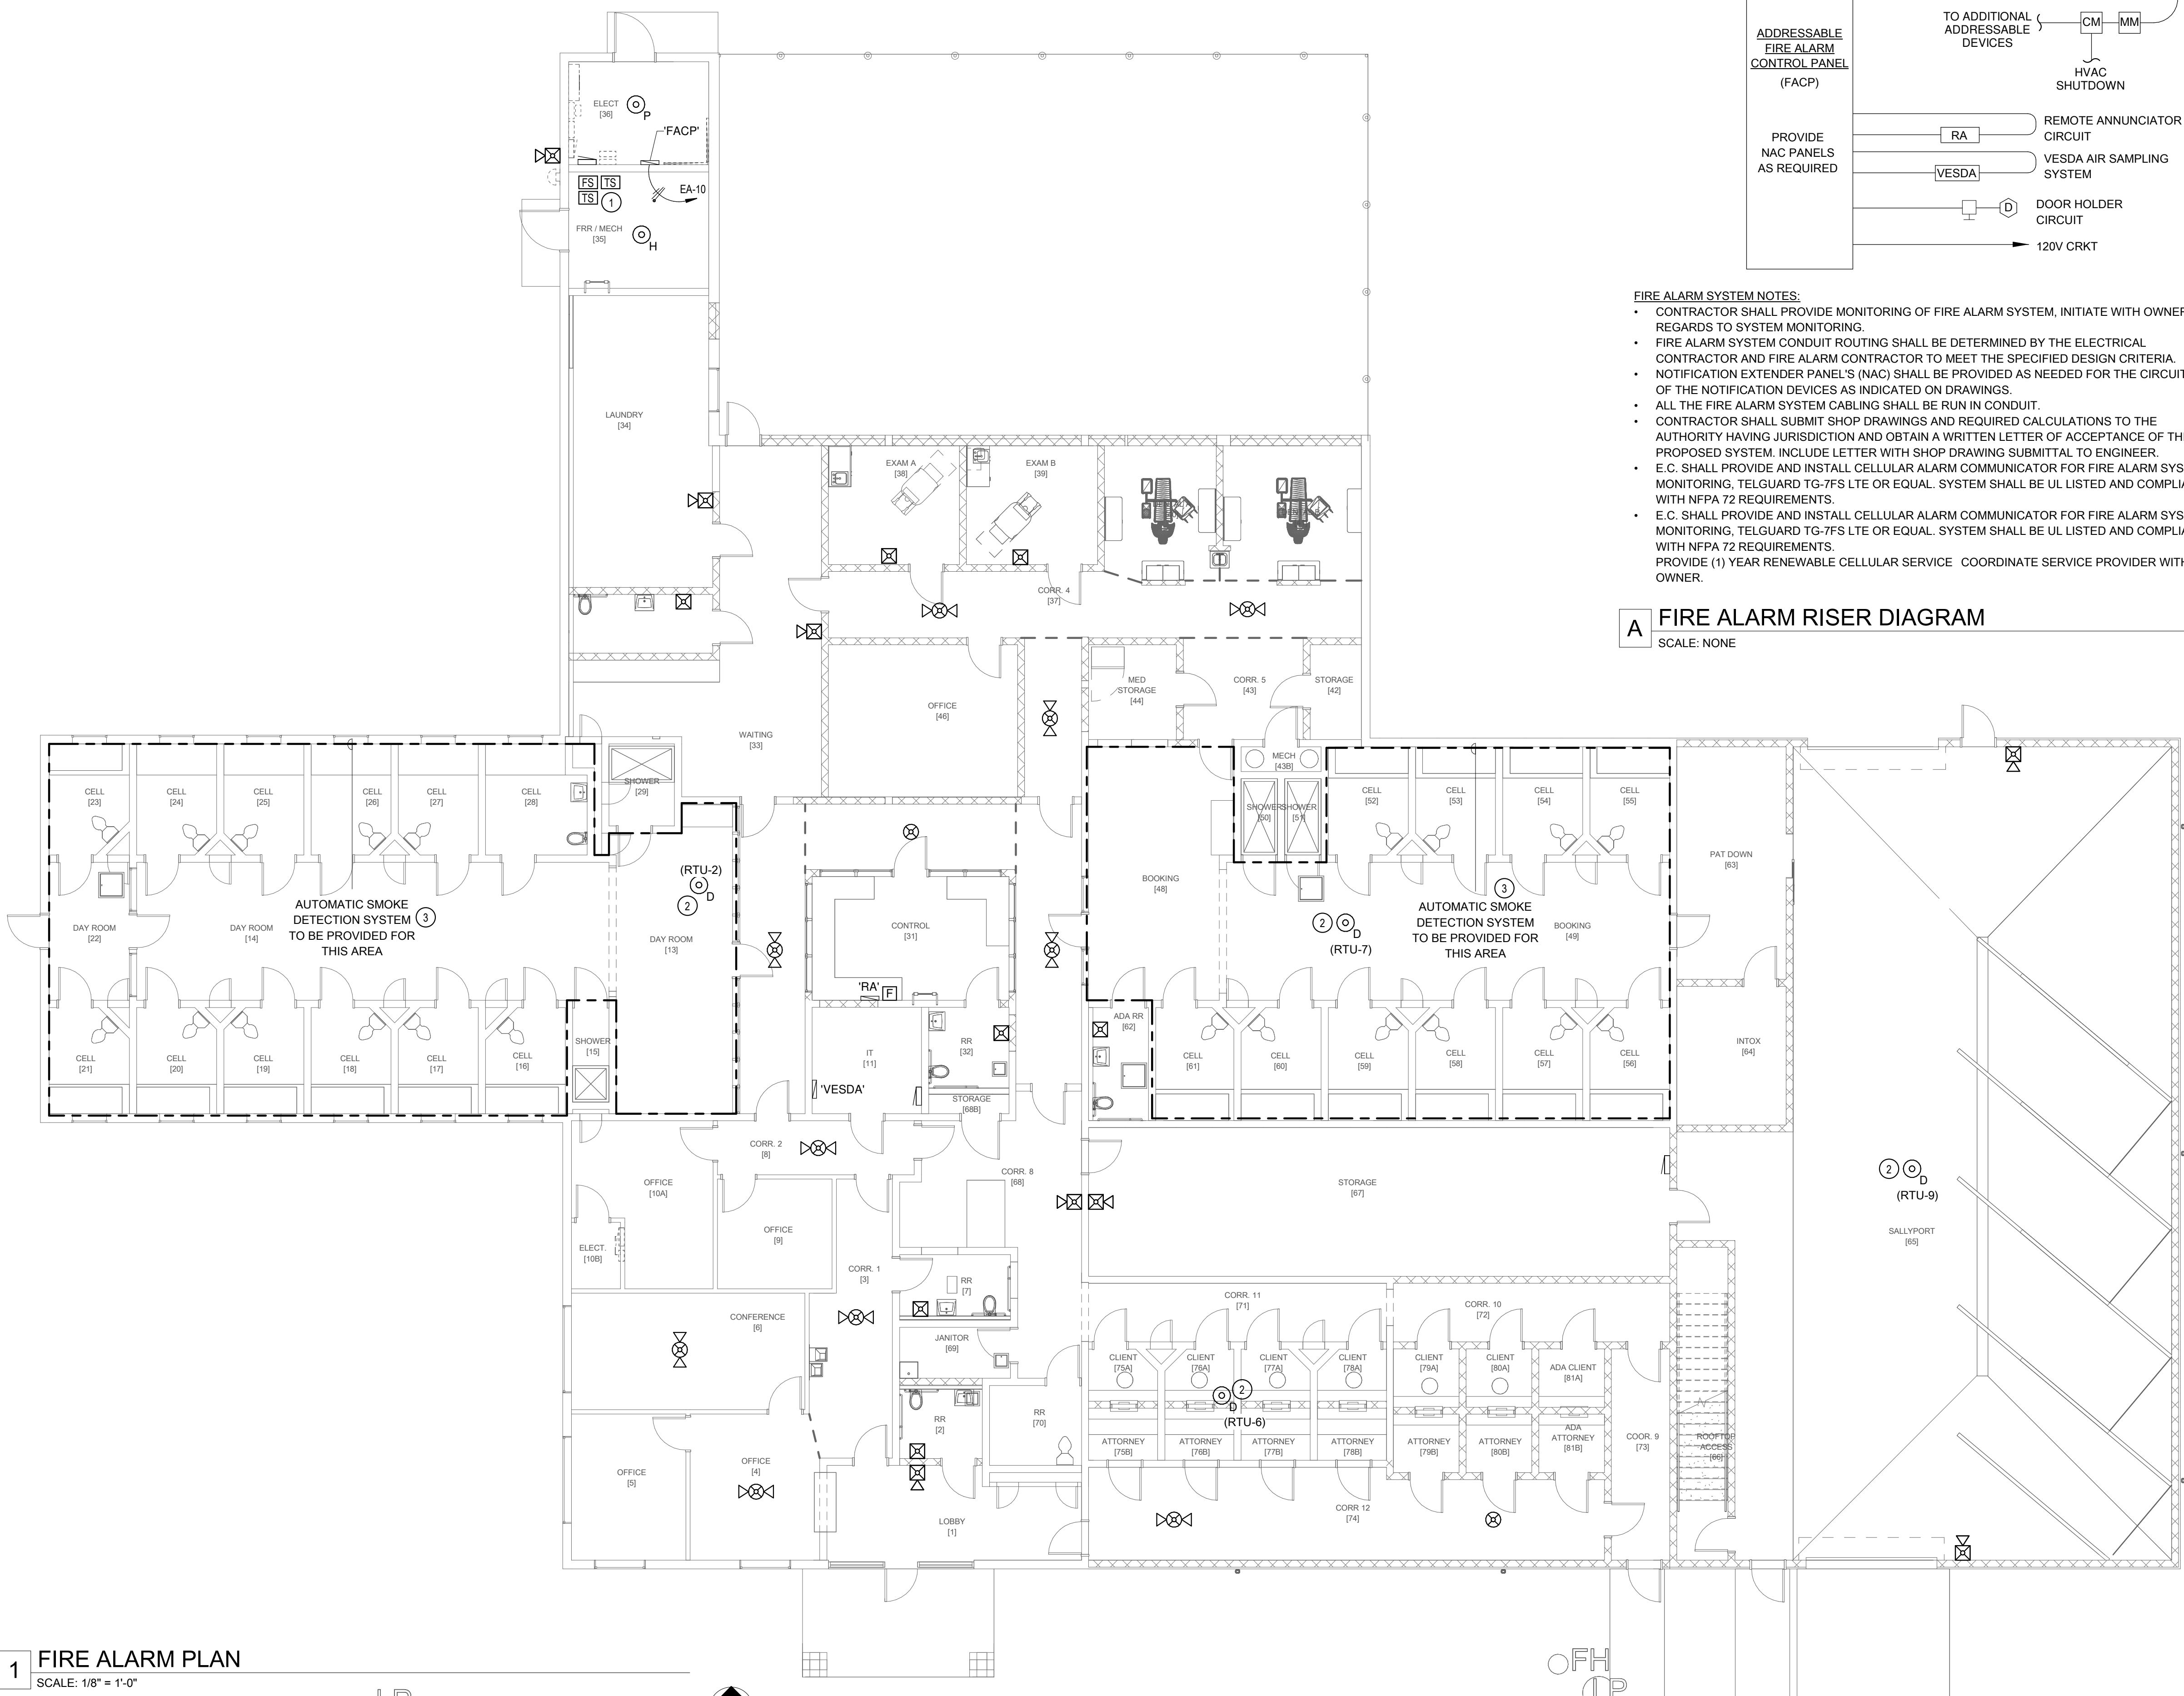 ADDRESSABLE
FIRE ALARM
CONTROL PANEL
(FACP)
PROVIDE
NAC PANELS
AS REQUIRED
TO ADDITIONAL
ADDRESSABLE
DEVICES
CM
MM
HVAC
SHUTDOWN
RA
REMOTE ANNUNCIATOR
CIRCUIT
VESDA
VESDA AIR SAMPLING
SYSTEM
D
DOOR HOLDER
CIRCUIT
120V CRKT
FIRE ALARM SYSTEM NOTES:
• CONTRACTOR SHALL PROVIDE MONITORING OF FIRE ALARM SYSTEM, INITIATE WITH OWNER
REGARDS TO SYSTEM MONITORING.
• FIRE ALARM SYSTEM CONDUIT ROUTING SHALL BE DETERMINED BY THE ELECTRICAL
CONTRACTOR AND FIRE ALARM CONTRACTOR TO MEET THE SPECIFIED DESIGN CRITERIA.
• NOTIFICATION EXTENDER PANEL'S (NAC) SHALL BE PROVIDED AS NEEDED FOR THE CIRCUIT
OF THE NOTIFICATION DEVICES AS INDICATED ON DRAWINGS.
• ALL THE FIRE ALARM SYSTEM CABLING SHALL BE RUN IN CONDUIT.
• CONTRACTOR SHALL SUBMIT SHOP DRAWINGS AND REQUIRED CALCULATIONS TO THE
AUTHORITY HAVING JURISDICTION AND OBTAIN A WRITTEN LETTER OF ACCEPTANCE OF
PROPOSED SYSTEM. INCLUDE LETTER WITH SHOP DRAWING SUBMITTAL TO ENGINEER.
• E.C. SHALL PROVIDE AND INSTALL CELLULAR ALARM COMMUNICATOR FOR FIRE ALARM
MONITORING, TELGUARD TG-7FS LTE OR EQUAL. SYSTEM SHALL BE UL LISTED AND
WITH NFPA 72 REQUIREMENTS.
• E.C. SHALL PROVIDE AND INSTALL CELLULAR ALARM COMMUNICATOR FOR FIRE ALARM
MONITORING, TELGUARD TG-7FS LTE OR EQUAL. SYSTEM SHALL BE UL LISTED AND
WITH NFPA 72 REQUIREMENTS.
PROVIDE (1) YEAR RENEWABLE CELLULAR SERVICE COORDINATE SERVICE PROVIDER WITH
OWNER.
A FIRE ALARM RISER DIAGRAM
SCALE: NONE
ELECT
[36]
P
'FACP'
FS TS
TS 1
EA-10
FRR / MECH
[35]
H
LAUNDRY
[34]
EXAM A
[38]
EXAM B
[39]
CORR. 4
[37]
OFFICE
[46]
MED
STORAGE
[44]
CORR. 5
[43]
STORAGE
[42]
WAITING
[33]
MECH
[43B]
SHOWER
[29]
CELL
[23]
CELL
[24]
CELL
[25]
CELL
[26]
CELL
[27]
CELL
[28]
SHOWER
[50]
SHOWER
[51]
CELL
[52]
CELL
[53]
CELL
[54]
CELL
[55]
PAT DOWN
[63]
(RTU-2)
D
2
AUTOMATIC SMOKE
DETECTION SYSTEM 3
TO BE PROVIDED FOR
THIS AREA
DAY ROOM
[22]
DAY ROOM
[14]
DAY ROOM
[13]
CONTROL
[31]
'RA' F
BOOKING
[48]
2
D
(RTU-7)
3
AUTOMATIC SMOKE
DETECTION SYSTEM
TO BE PROVIDED FOR
THIS AREA
BOOKING
[49]
CELL
[21]
CELL
[20]
CELL
[19]
CELL
[18]
CELL
[17]
CELL
[16]
SHOWER
[15]
IT
[11]
'VESDA'
RR
[32]
STORAGE
[68B]
ADA RR
[62]
CELL
[61]
CELL
[60]
CELL
[59]
CELL
[58]
CELL
[57]
CELL
[56]
INTOX
[64]
CORR. 2
[8]
CORR. 8
[68]
OFFICE
[10A]
STORAGE
[67]
2
D
(RTU-9)
SALLYPORT
[65]
OFFICE
[9]
ELECT.
[10B]
CORR. 1
[3]
RR
[7]
CORR. 11
[71]
CORR. 10
[72]
CONFERENCE
[6]
JANITOR
[69]
CLIENT
[75A]
CLIENT
[76A]
CLIENT
[77A]
CLIENT
[78A]
CLIENT
[79A]
CLIENT
[80A]
ADA CLIENT
[81A]
2
D
(RTU-6)
RR
[2]
RR
[70]
ATTORNEY
[75B]
ATTORNEY
[76B]
ATTORNEY
[77B]
ATTORNEY
[78B]
ATTORNEY
[79B]
ATTORNEY
[80B]
ADA
ATTORNEY
[81B]
COOR. 9
[73]
ROOFTOP
ACCESS
[66]
OFFICE
[5]
OFFICE
[4]
LOBBY
[1]
CORR 12
[74]
1 FIRE ALARM PLAN
SCALE: 1/8" = 1'-0"
FH